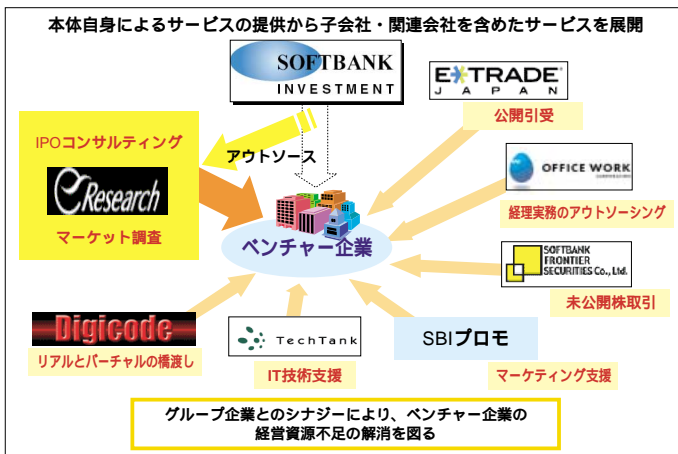 本体自身によるサービスの提供から子会社・関連会社を含めたサービスを展開
SOFTBANK
INVESTMENT
E*TRADE®
JAPAN
公開引受
IPOコンサルティング
アウトソース
eResearch
マーケット調査
OFFICE WORK
経理実務のアウトソーシング
ベンチャー企業
SOFTBANK
FRONTIER
SECURITIES Co., Ltd.
未公開株取引
Digicode
リアルとバーチャルの橋渡し
TechTank
IT技術支援
SBIプロモ
マーケティング支援
グループ企業とのシナジーにより、ベンチャー企業の
経営資源不足の解消を図る